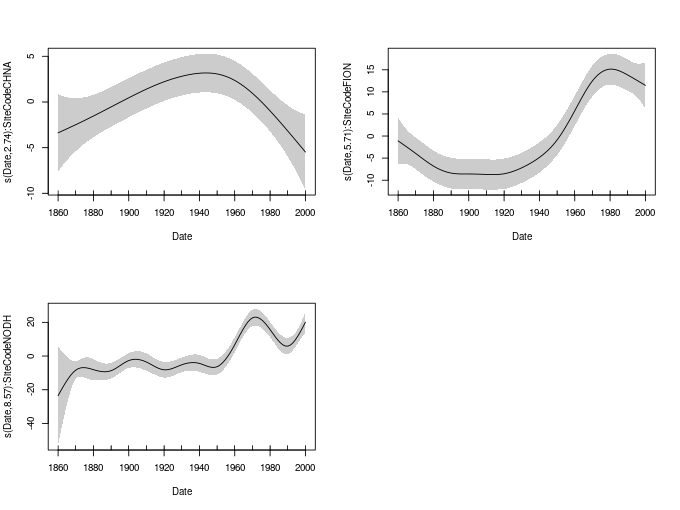 s(Date,2.74):SiteCodeCHNA
5
0
-5
-10
1860 1880 1900 1920 1940 1960 1980 2000
Date
s(Date,5.71):SiteCodeFION
15
10
5
0
-5
-10
1860 1880 1900 1920 1940 1960 1980 2000
Date
s(Date,8.57):SiteCodeNODH
20
0
-20
-40
1860 1880 1900 1920 1940 1960 1980 2000
Date